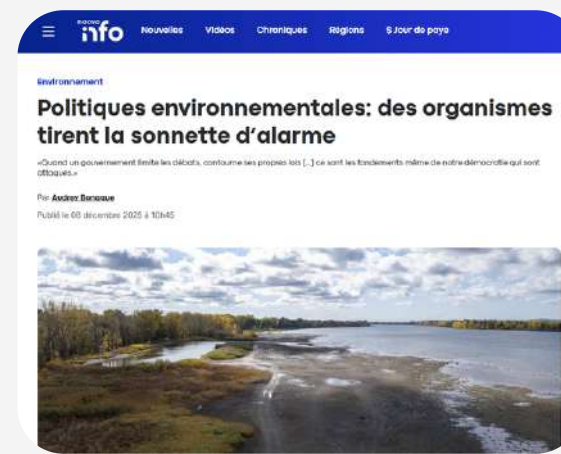 noovo
info
Nouvelles
Vidéos
Chroniques
Régions
$ Jour de paye
Environnement
Politiques environnementales: des organismes
tirent la sonnette d’alarme
«Quand un gouvernement limite les débats, contourne ses propres lois [...] ce sont les fondements même de notre démocratie qui sont
attaqués.»
Par Audrey Bonaque
Publié le 08 décembre 2025 à 10h45